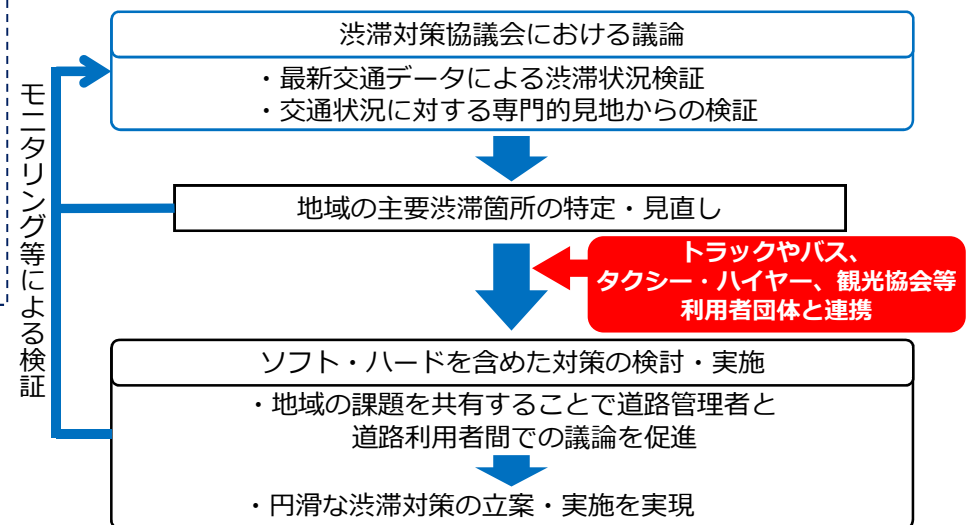 渋滞対策協議会における議論
・最新交通データによる渋滞状況検証
・交通状況に対する専門的見地からの検証
モニタリング等による検証
地域の主要渋滞箇所の特定・見直し
トラックやバス、
タクシー・ハイヤー、観光協会等
利用者団体と連携
ソフト・ハードを含めた対策の検討・実施
・地域の課題を共有することで道路管理者と
道路利用者間での議論を促進
・円滑な渋滞対策の立案・実施を実現